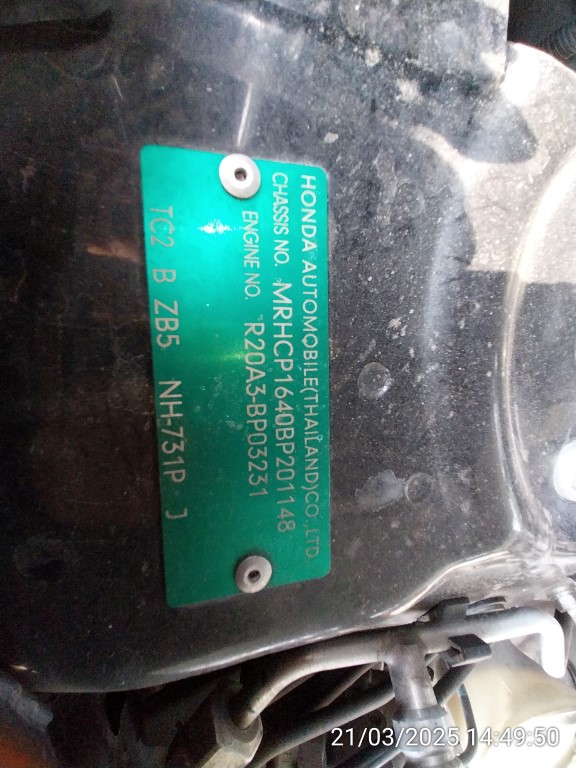 HONDA AUTOMOBILE(THAILAND)CO.,LTD.
CHASSIS NO. MRHCP1640BP201148
ENGINE NO. R20A3-BP03231
TC2 B ZB5 NH-731P J
21/03/2025 14:49:50